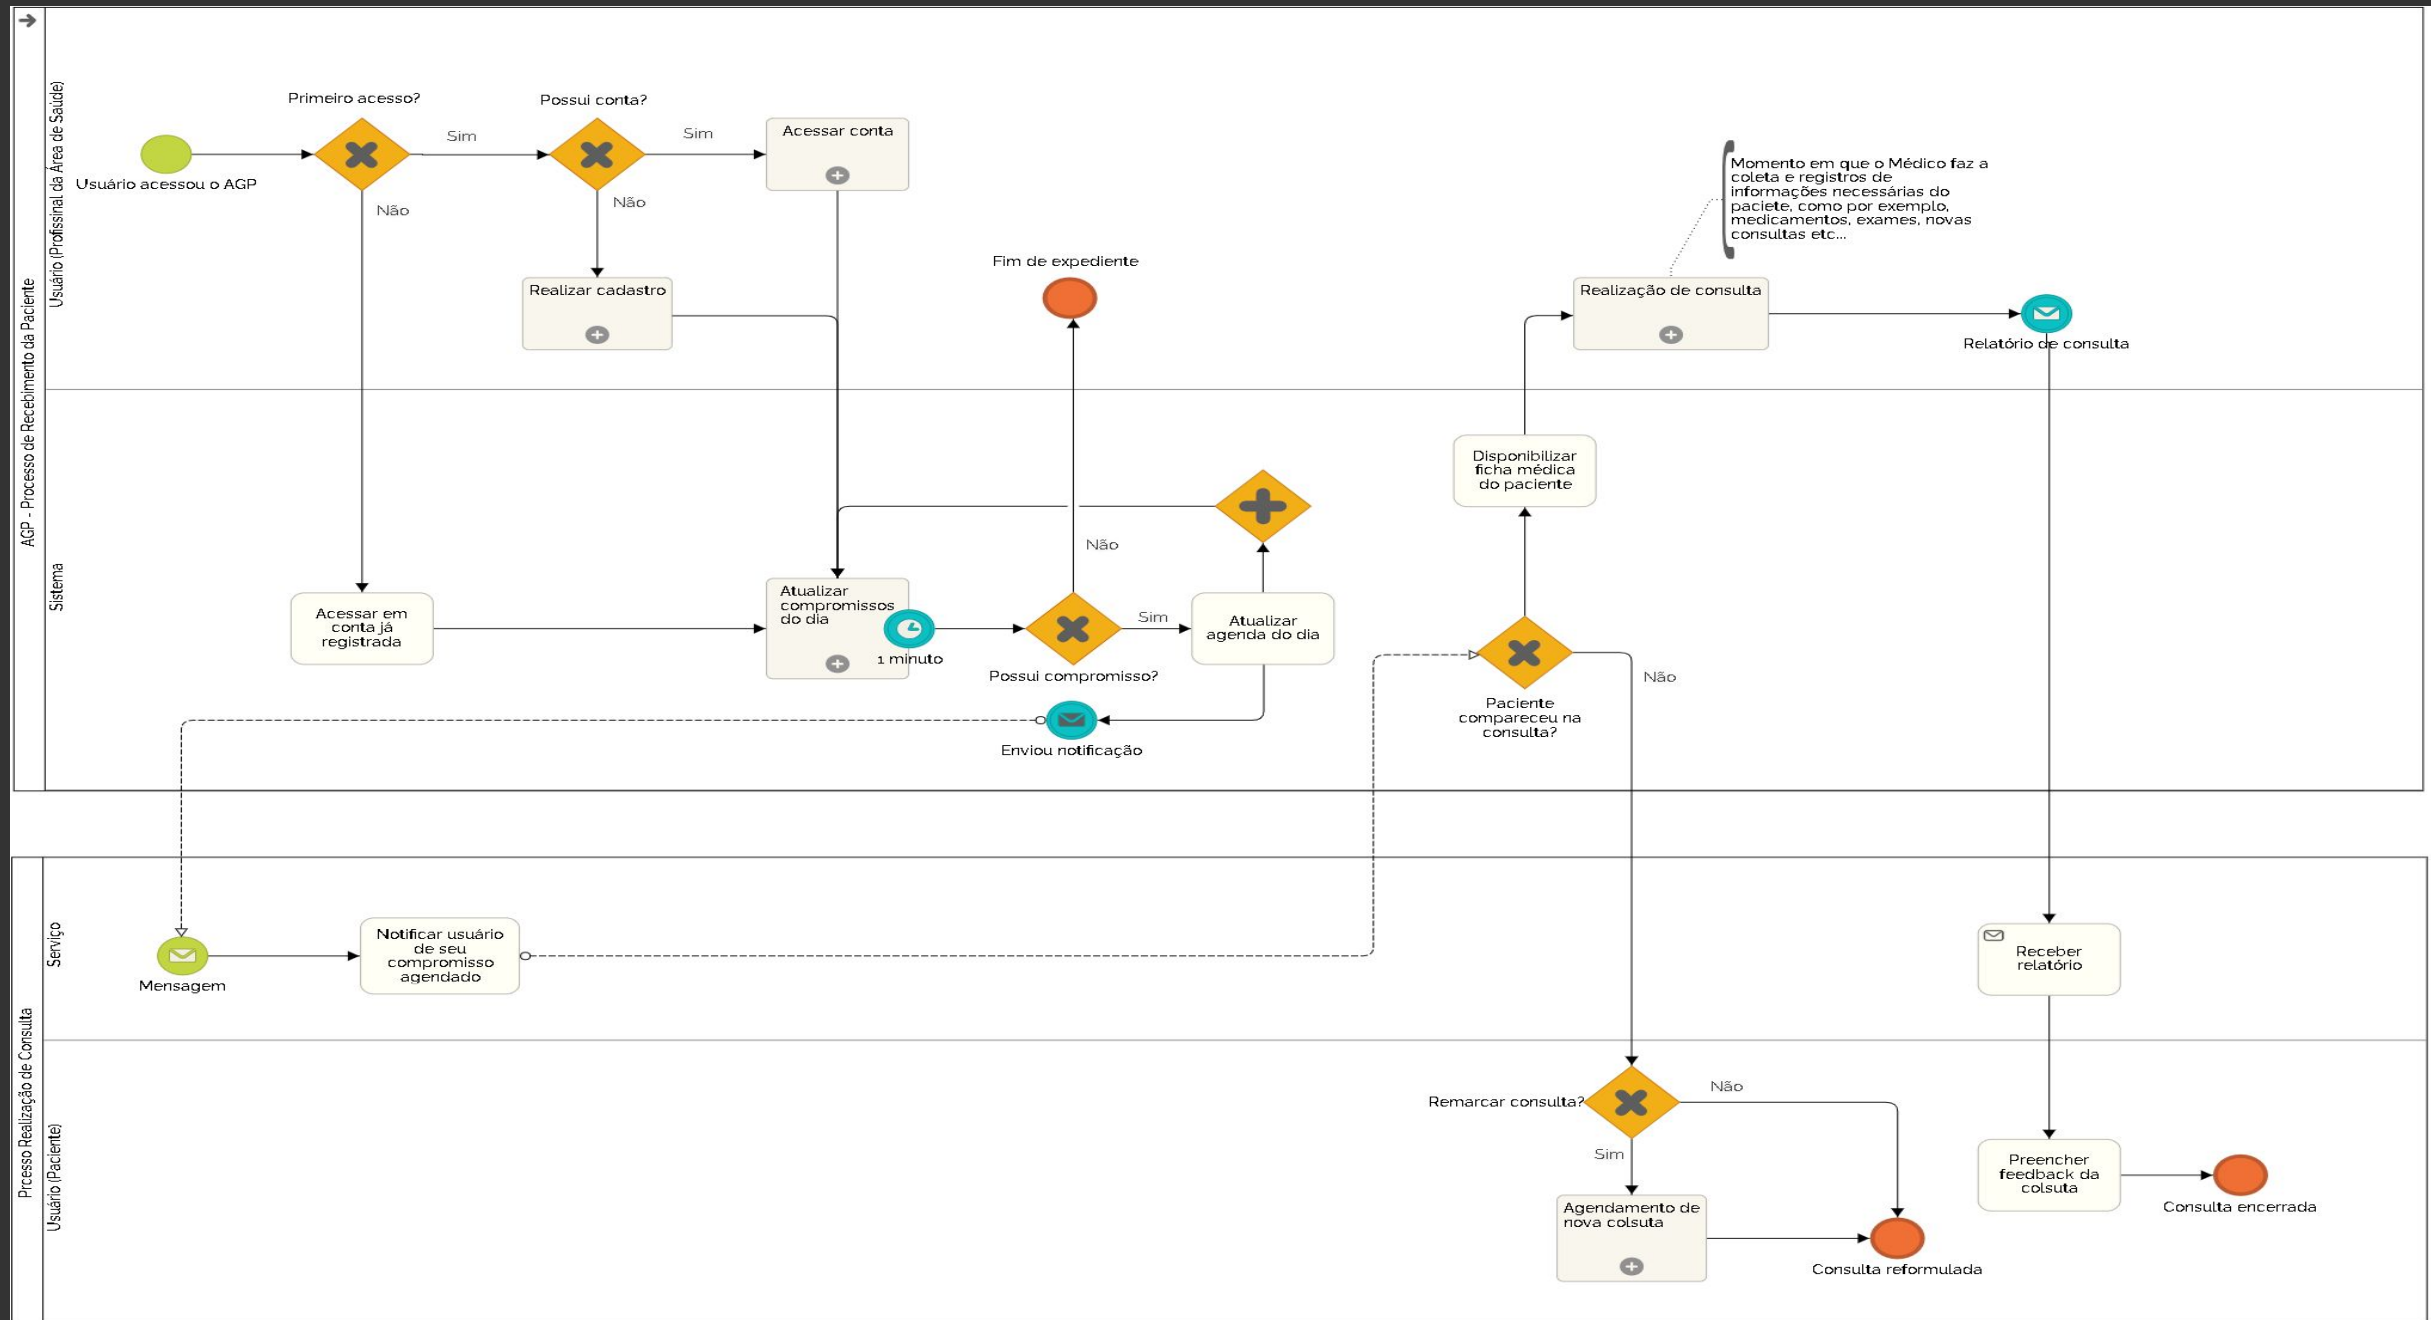 AGP - Processo de Recebimento da Paciente
Usuário (Profissinal da Área de Saúde)
Primeiro acesso?
Possui conta?
Sim
Sim
Acessar conta
Usuário acessou o AGP
Não
Não
Momento em que o Médico faz a
coleta e registros de
informações necessárias do
paciete, como por exemplo,
medicamentos, exames, novas
consultas etc...
Fim de expediente
Realizar cadastro
Realização de consulta
Relatório de consulta
Sistema
Disponibilizar
ficha médica
do paciente
Não
Acessar em
conta já
registrada
Atualizar
compromissos
do dia
1 minuto
Sim
Possui compromisso?
Atualizar
agenda do dia
Não
Paciente
compareceu na
consulta?
Enviou notificação
Prcesso Realização de Consulta
Serviço
Mensagem
Notificar usuário
de seu
compromisso
agendado
Receber
relatório
Usuário (Paciente)
Remarcar consulta?
Não
Sim
Agendamento de
nova colsuta
Consulta reformulada
Preencher
feedback da
colsuta
Consulta encerrada